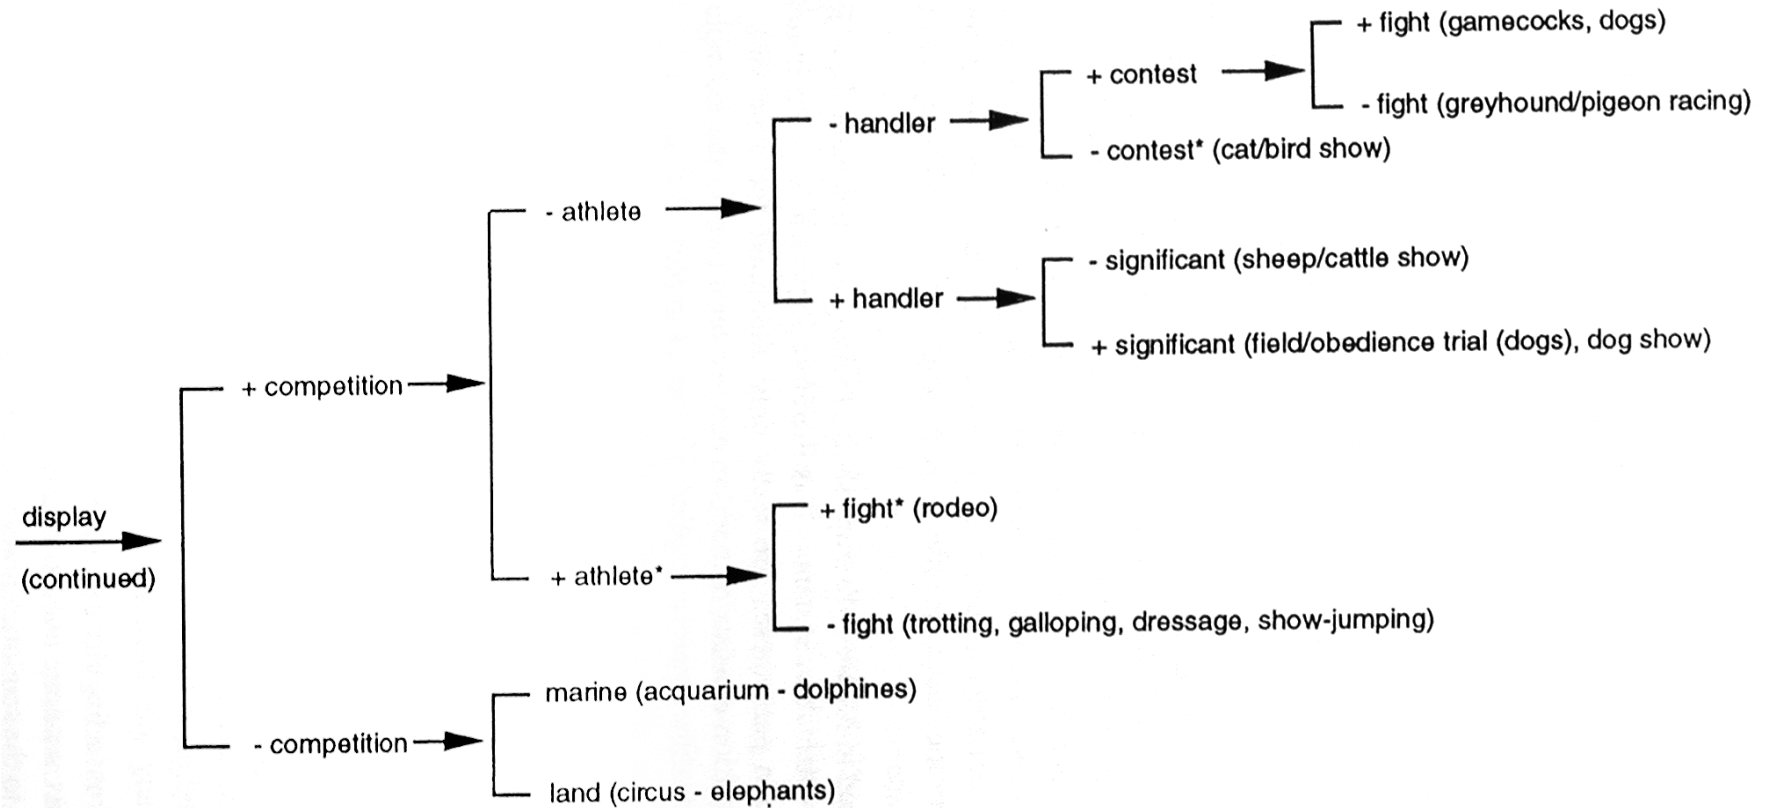 + fight (gamecocks, dogs)
+ contest
- fight (greyhound/pigeon racing)
- handler
- contest* (cat/bird show)
- athlete
- significant (sheep/cattle show)
+ handler
+ significant (field/obedience trial (dogs), dog show)
+ competition
display
(continued)
+ fight* (rodeo)
+ athlete*
- fight (trotting, galloping, dressage, show-jumping)
marine (acquarium - dolphines)
- competition
land (circus - elephants)